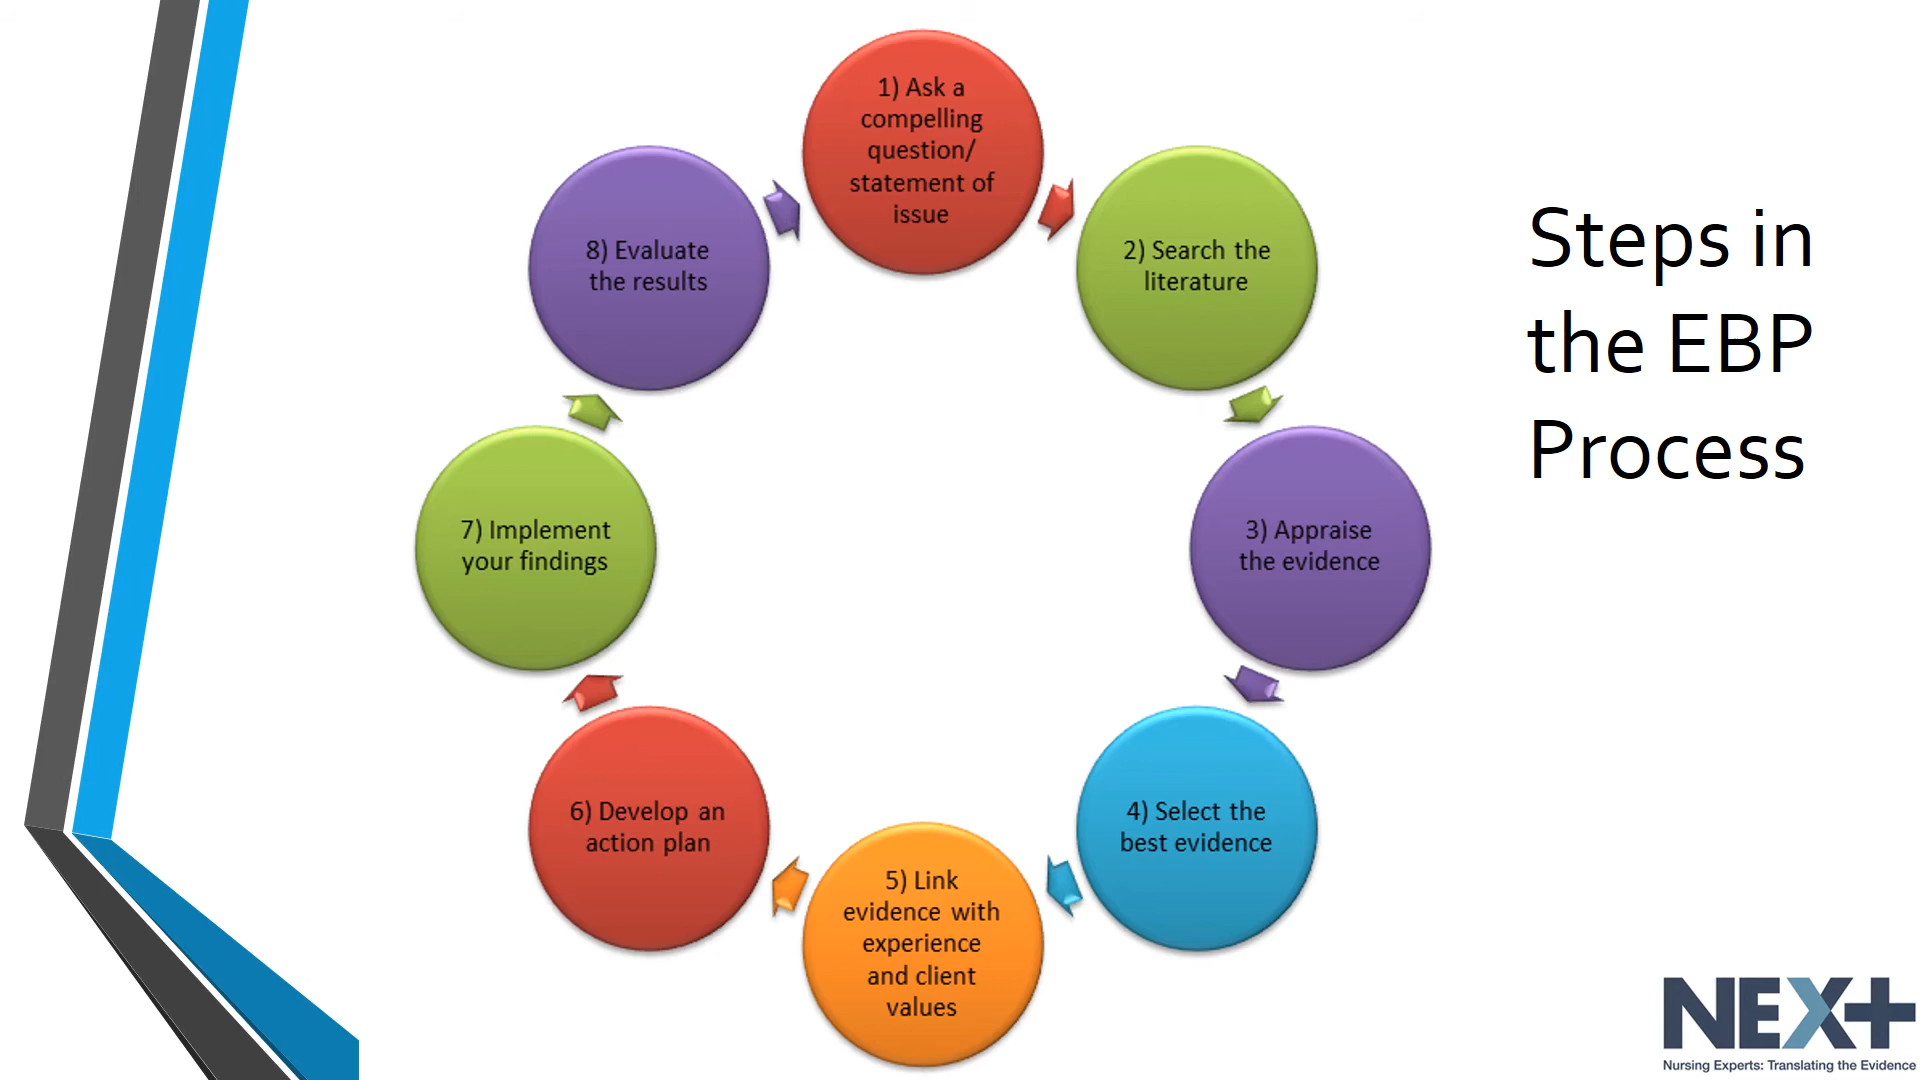 Steps in
the EBP
Process
1) Ask a
compelling
question/
statement of
issue
2) Search the
literature
3) Appraise
the evidence
4) Select the
best evidence
5) Link
evidence with
experience
and client
values
6) Develop an
action plan
7) Implement
your findings
8) Evaluate
the results
NEX+
Nursing Experts: Translating the Evidence